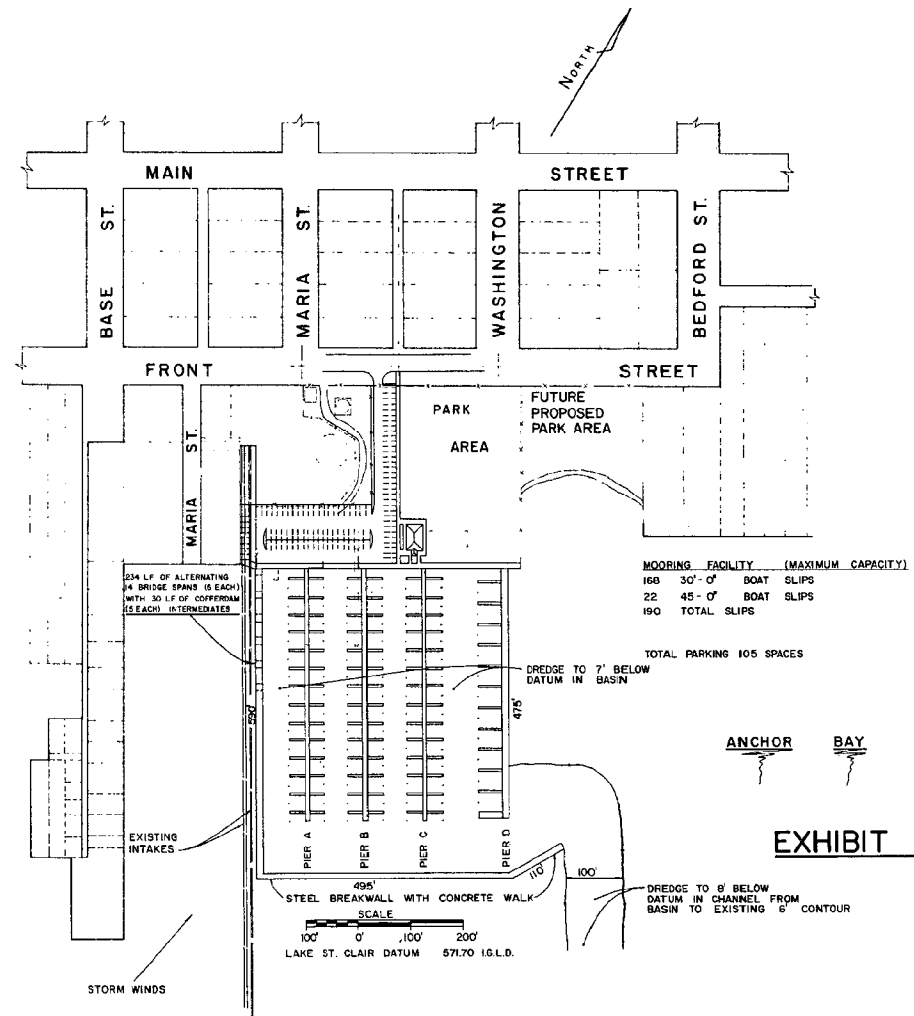 NORTH
MAIN STREET
BASE ST.
MARIA ST.
WASHINGTON
BEDFORD ST.
FRONT STREET
PARK
AREA
FUTURE
PROPOSED
PARK AREA
MARIA ST.
234 LF OF ALTERNATING
14 BRIDGE SPANS (6 EACH)
WITH 30 LF OF COFFERDAM
(5 EACH) INTERMEDIATES
MOORING FACILITY (MAXIMUM CAPACITY)
168 30'-0" BOAT SLIPS
22 45-0" BOAT SLIPS
190 TOTAL SLIPS
TOTAL PARKING 105 SPACES
DREDGE TO 7' BELOW
DATUM IN BASIN
590'
475'
ANCHOR BAY
EXISTING
INTAKES
PIER A
PIER B
PIER C
PIER D
EXHIBIT
495'
110'
100'
STEEL BREAKWALL WITH CONCRETE WALK
DREDGE TO 8' BELOW
DATUM IN CHANNEL FROM
BASIN TO EXISTING 6' CONTOUR
SCALE
100' 0' 100' 200'
LAKE ST. CLAIR DATUM 571.70 I.G.L.D.
STORM WINDS